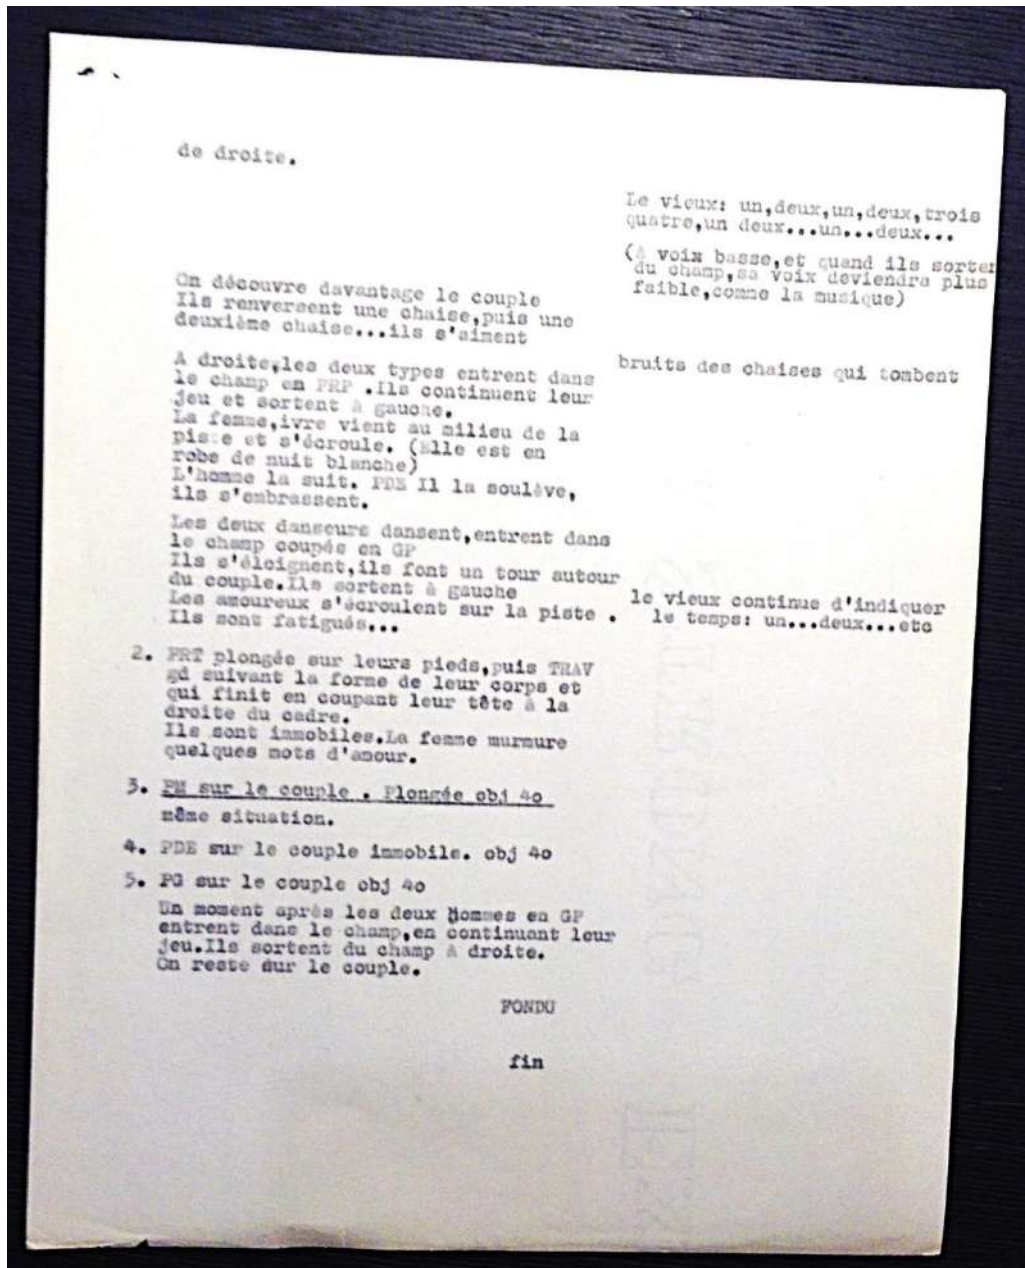 de droite.
Le vieux: un,deux,un,deux,trois
quatre,un deux...un...deux...
(à voix basse,et quand ils sorter
du champ,sa voix deviendra plus
faible,comme la musique)
On découvre davantage le couple
Ils renversent une chaise,puis une
deuxième chaise...ils s'aiment
bruits des chaises qui tombent
A droite,les deux types entrent dans
le champ en PRP .Ils continuent leur
jeu et sortent à gauche.
La femme,ivre vient au milieu de la
piste et s'écroule. (Elle est en
robe de nuit blanche)
L'homme la suit. PDE Il la soulève,
ils s'embrassent.
Les deux danseurs dansent,entrent dans
le champ coupés en GP
Ils s'éloignent,ils font un tour autour
du couple.Ils sortent à gauche
Les amoureux s'écroulent sur la piste .
Ils sont fatigués...
le vieux continue d'indiquer
le temps: un...deux...etc
2. PRT plongée sur leurs pieds,puis TRAV
gd suivant la forme de leur corps et
qui finit en coupant leur tête à la
droite du cadre.
Ils sont immobiles.La femme murmure
quelques mots d'amour.
3. PM sur le couple . Plongée obj 4o
même situation.
4. PDE sur le couple immobile. obj 4o
5. PG sur le couple obj 4o
Un moment après les deux hommes en GP
entrent dans le champ,en continuant leur
jeu.Ils sortent du champ à droite.
On reste sur le couple.
FONDU
fin